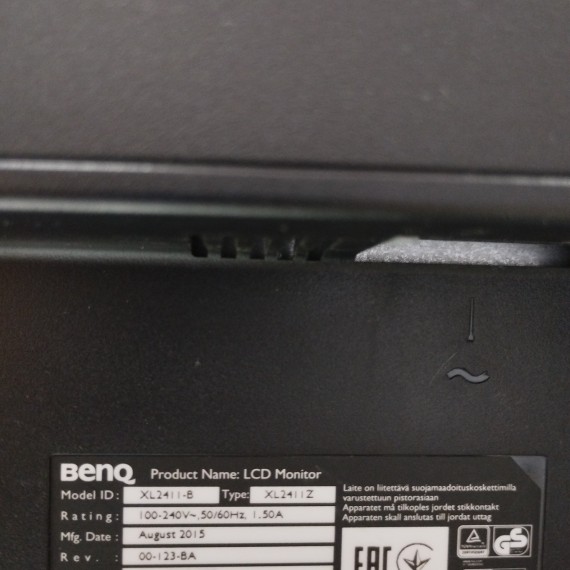 BenQ Product Name: LCD Monitor
Model ID: XL2411-B Type: XL2411Z
Rating: 100-240V~,50/60Hz, 1.50A
Mfg. Date: August 2015
Rev. : 00-123-BA
Laite on liitettävä suojamaadoituskoskettimilla
varustettuun pistorasiaan
Apparatet må tilkoples jordet stikkontakt
Apparaten skall anslutas till jordat uttag
EAC
GS